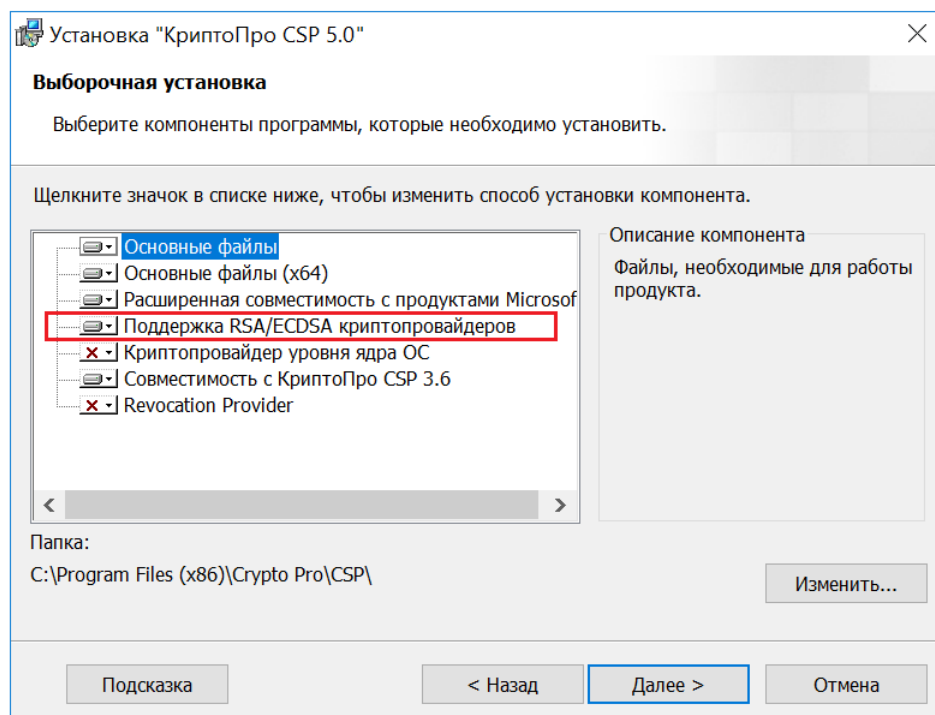 Установка "КриптоПро CSP 5.0"
Выборочная установка
Выберите компоненты программы, которые необходимо установить.
Щелкните значок в списке ниже, чтобы изменить способ установки компонента.
Основные файлы
Основные файлы (x64)
Расширенная совместимость с продуктами Microsof
Поддержка RSA/ECDSA криптопровайдеров
Криптопровайдер уровня ядра ОС
Совместимость с КриптоПро CSP 3.6
Revocation Provider
Описание компонента
Файлы, необходимые для работы
продукта.
Папка:
C:\Program Files (x86)\Crypto Pro\CSP\
Изменить...
Подсказка
< Назад
Далее >
Отмена